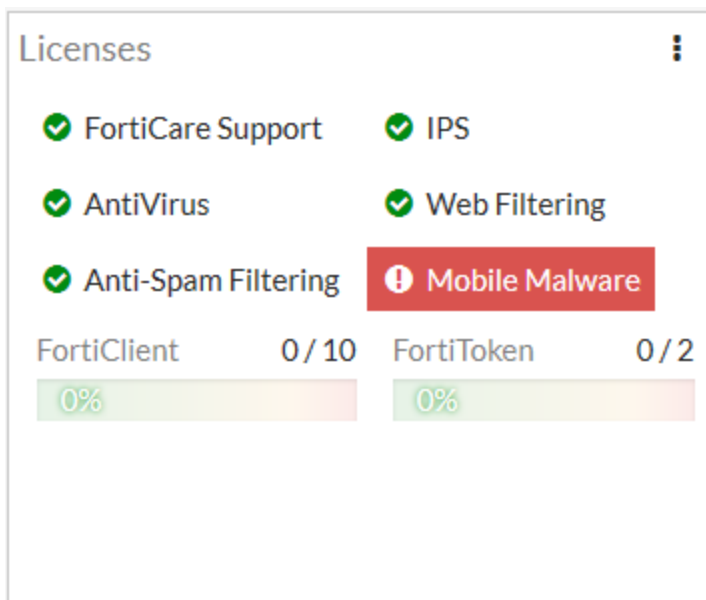 Licenses
FortiCare Support
IPS
AntiVirus
Web Filtering
Anti-Spam Filtering
Mobile Malware
FortiClient 0 / 10
FortiToken 0 / 2
0%
0%